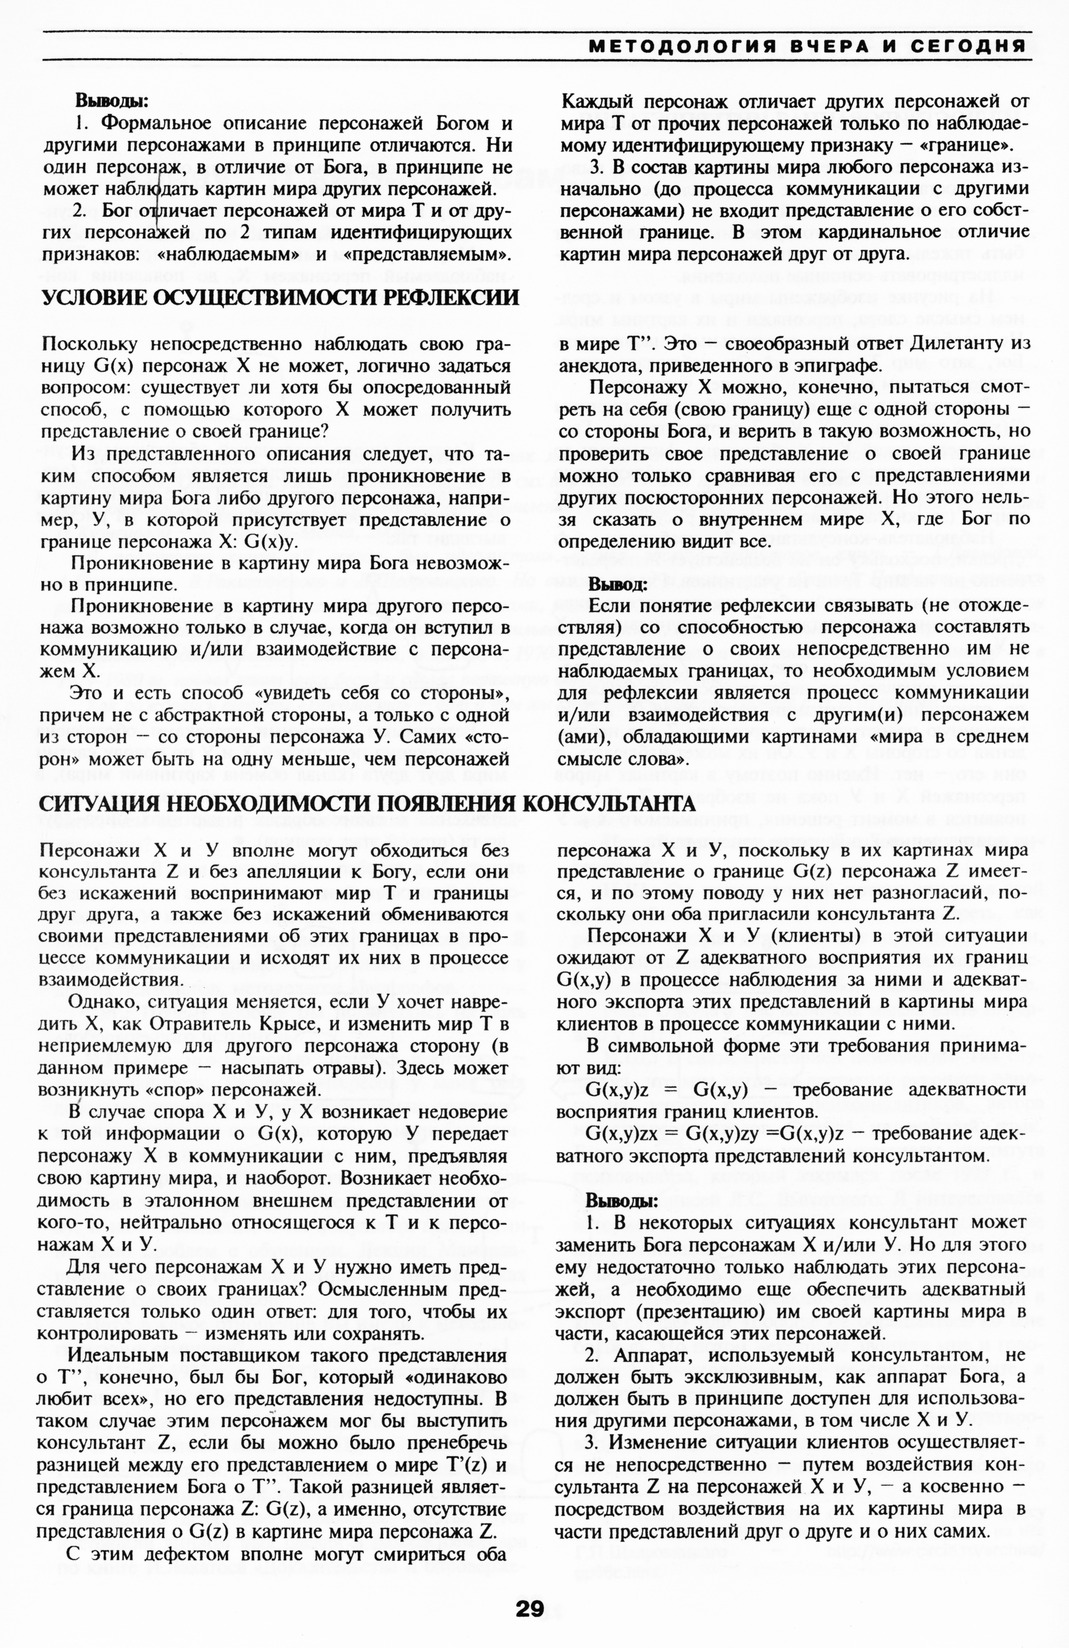 МЕТОДОЛОГИЯ ВЧЕРА И СЕГОДНЯ
Выводы:
1. Формальное описание персонажей Богом и
другими персонажами в принципе отличаются. Ни
один персонаж, в отличие от Бога, в принципе не
может наблюдать картин мира других персонажей.
2. Бог отличает персонажей от мира Т и от дру-
гих персонажей по 2 типам идентифицирующих
признаков: «наблюдаемым» и «представляемым».
Каждый персонаж отличает других персонажей от
мира Т от прочих персонажей только по наблюдае-
мому идентифицирующему признаку — «границе».
3. В состав картины мира любого персонажа из-
начально (до процесса коммуникации с другими
персонажами) не входит представление о его собст-
венной границе. В этом кардинальное отличие
картин мира персонажей друг от друга.
УСЛОВИЕ ОСУЩЕСТВИМОСТИ РЕФЛЕКСИИ
Поскольку непосредственно наблюдать свою гра-
ницу G(x) персонаж X не может, логично задаться
вопросом: существует ли хотя бы опосредованный
способ, с помощью которого X может получить
представление о своей границе?
Из представленного описания следует, что та-
ким способом является лишь проникновение в
картину мира Бога либо другого персонажа, напри-
мер, У, в которой присутствует представление о
границе персонажа X: G(x)y.
Проникновение в картину мира Бога невозмож-
но в принципе.
Проникновение в картину мира другого персо-
нажа возможно только в случае, когда он вступил в
коммуникацию и/или взаимодействие с персона-
жем X.
Это и есть способ «увидеть себя со стороны»,
причем не с абстрактной стороны, а только с одной
из сторон — со стороны персонажа У. Самих «сто-
рон» может быть на одну меньше, чем персонажей
в мире Т”. Это — своеобразный ответ Дилетанту из
анекдота, приведенного в эпиграфе.
Персонажу X можно, конечно, пытаться смот-
реть на себя (свою границу) еще с одной стороны —
со стороны Бога, и верить в такую возможность, но
проверить свое представление о своей границе
можно только сравнивая его с представлениями
других посюсторонних персонажей. Но этого нель-
зя сказать о внутреннем мире X, где Бог по
определению видит все.
Вывод:
Если понятие рефлексии связывать (не отожде-
ствляя) со способностью персонажа составлять
представление о своих непосредственно им не
наблюдаемых границах, то необходимым условием
для рефлексии является процесс коммуникации
и/или взаимодействия с другим(и) персонажем
(ами), обладающими картинами «мира в среднем
смысле слова».
СИТУАЦИЯ НЕОБХОДИМОСТИ ПОЯВЛЕНИЯ КОНСУЛЬТАНТА
Персонажи X и У вполне могут обходиться без
консультанта Z и без апелляции к Богу, если они
без искажений воспринимают мир Т и границы
друг друга, а также без искажений обмениваются
своими представлениями об этих границах в про-
цессе коммуникации и исходят их них в процессе
взаимодействия.
Однако, ситуация меняется, если У хочет навре-
дить X, как Отравитель Крысе, и изменить мир Т в
неприемлемую для другого персонажа сторону (в
данном примере — насыпать отравы). Здесь может
возникнуть «спор» персонажей.
В случае спора X и У, у X возникает недоверие
к той информации о G(x), которую У передает
персонажу X в коммуникации с ним, предъявляя
свою картину мира, и наоборот. Возникает необхо-
димость в эталонном внешнем представлении от
кого-то, нейтрально относящегося к Т и к персо-
нажам X и У.
Для чего персонажам X и У нужно иметь пред-
ставление о своих границах? Осмысленным пред-
ставляется только один ответ: для того, чтобы их
контролировать — изменять или сохранять.
Идеальным поставщиком такого представления
о Т”, конечно, был бы Бог, который «одинаково
любит всех», но его представления недоступны. В
таком случае этим персонажем мог бы выступить
консультант Z, если бы можно было пренебречь
разницей между его представлением о мире Т’(z) и
представлением Бога о Т”. Такой разницей являет-
ся граница персонажа Z: G(z), а именно, отсутствие
представления о G(z) в картине мира персонажа Z.
С этим дефектом вполне могут смириться оба
персонажа X и У, поскольку в их картинах мира
представление о границе G(z) персонажа Z имеет-
ся, и по этому поводу у них нет разногласий, по-
скольку они оба пригласили консультанта Z.
Персонажи X и У (клиенты) в этой ситуации
ожидают от Z адекватного восприятия их границ
G(x,y) в процессе наблюдения за ними и адекват-
ного экспорта этих представлений в картины мира
клиентов в процессе коммуникации с ними.
В символьной форме эти требования принима-
ют вид:
G(x,y)z = G(x,y) — требование адекватности
восприятия границ клиентов.
G(x,y)zx = G(x,y)zy =G(x,y)z — требование адек-
ватного экспорта представлений консультантом.
Выводы:
1. В некоторых ситуациях консультант может
заменить Бога персонажам X и/или У. Но для этого
ему недостаточно только наблюдать этих персона-
жей, а необходимо еще обеспечить адекватный
экспорт (презентацию) им своей картины мира в
части, касающейся этих персонажей.
2. Аппарат, используемый консультантом, не
должен быть эксклюзивным, как аппарат Бога, а
должен быть в принципе доступен для использова-
ния другими персонажами, в том числе X и У.
3. Изменение ситуации клиентов осуществляет-
ся не непосредственно — путем воздействия кон-
сультанта Z на персонажей X и У, — а косвенно —
посредством воздействия на их картины мира в
части представлений друг о друге и о них самих.
29